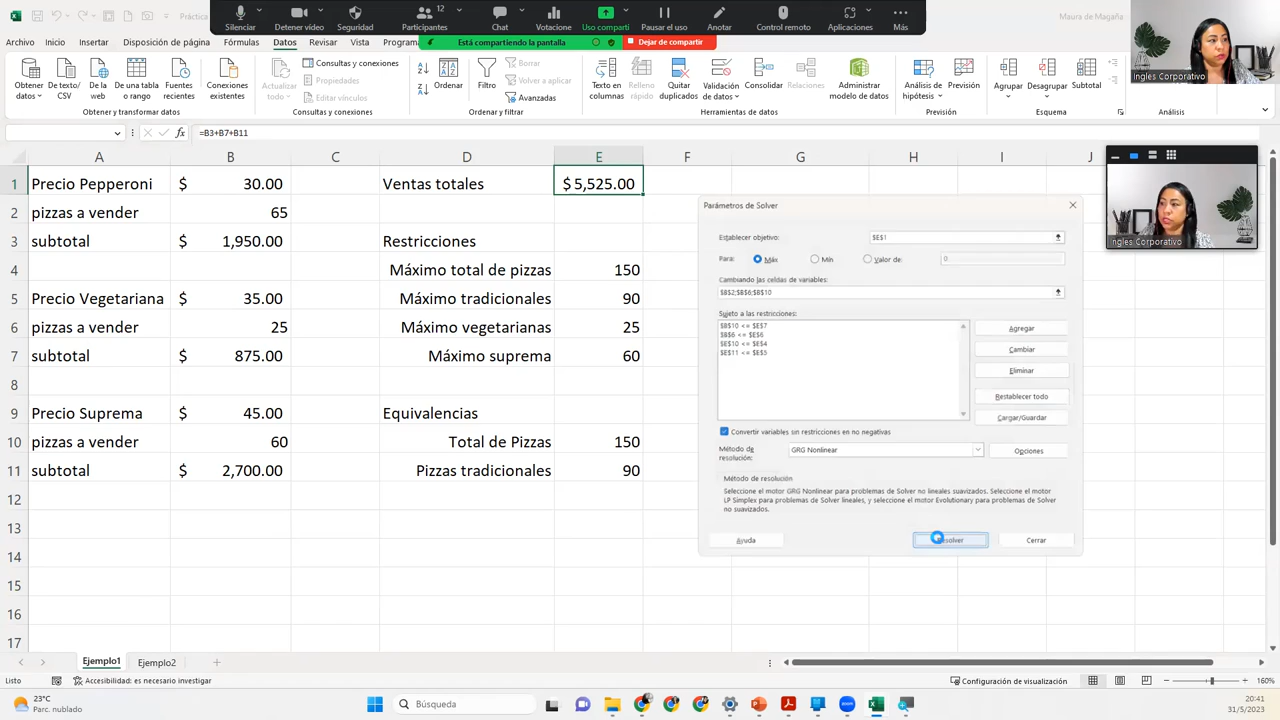 Práctica
Silenciar
Detener vídeo
Seguridad
Participantes
12
Chat
Votacione
Uso comparti
Pausar el uso
Anotar
Control remoto
Aplicaciones
Más
Está compartiendo la pantalla
Dejar de compartir
Maura de Magaña
Ingles Corporativo
Inicio
Insertar
Disposición de página
Fórmulas
Datos
Revisar
Vista
Programa
Obtener datos
De texto/CSV
De la web
De una tabla o rango
Fuentes recientes
Conexiones existentes
Obtener y transformar datos
Actualizar todo
Consultas y conexiones
Propiedades
Editar vínculos
Consultas y conexiones
Ordenar
Filtro
Borrar
Volver a aplicar
Avanzadas
Ordenar y filtrar
Texto en columnas
Relleno rápido
Quitar duplicados
Validación de datos
Consolidar
Relaciones
Administrar modelo de datos
Herramientas de datos
Análisis de hipótesis
Previsión
Previsión
Agrupar
Desagrupar
Subtotal
Esquema
Análisis
fx
=B3+B7+B11
A B C D E F G H I J
1 Precio Pepperoni $ 30.00 Ventas totales $ 5,525.00
2 pizzas a vender 65
3 subtotal $ 1,950.00 Restricciones
4 Máximo total de pizzas 150
5 Vegetariana $ 35.00 Máximo tradicionales 90
6 pizzas vender 25 Máximo vegetarianas 25
7 subtotal $ 875.00 Máximo suprema 60
8
9 Precio Suprema $ 45.00 Equivalencias
10 60 Total de Pizzas 150
11 $ 2,700.00 Pizzas tradicionales 90
12
13
14
15
16
17
Parámetros de Solver
Establecer objetivo:
$E$1
Para:
Máx
Mín
Valor de:
0
Cambiando las celdas de variables:
$B$2;$B$6;$B$10
Sujeto a las restricciones:
$B$10 <= $E$7
$B$6 <= $E$6
$E$10 <= $E$4
$E$11 <= $E$5
Agregar
Cambiar
Eliminar
Restablecer todo
Cargar/Guardar
Convertir variables sin restricciones en no negativas
Método de resolución:
GRG Nonlinear
Opciones
Método de resolución
Seleccione el motor GRG Nonlinear para problemas de Solver no lineales suavizados. Seleccione el motor
LP Simplex para problemas de Solver lineales, y seleccione el motor Evolutionary para problemas de Solver
no suavizados.
Ayuda
Cerrar
Ingles Corporativo
Ejemplo1
Ejemplo2
Listo
Accesibilidad: es necesario investigar
Configuración de visualización
160%
23°C
Parc. nublado
Búsqueda
zoom
20:41
31/5/2023